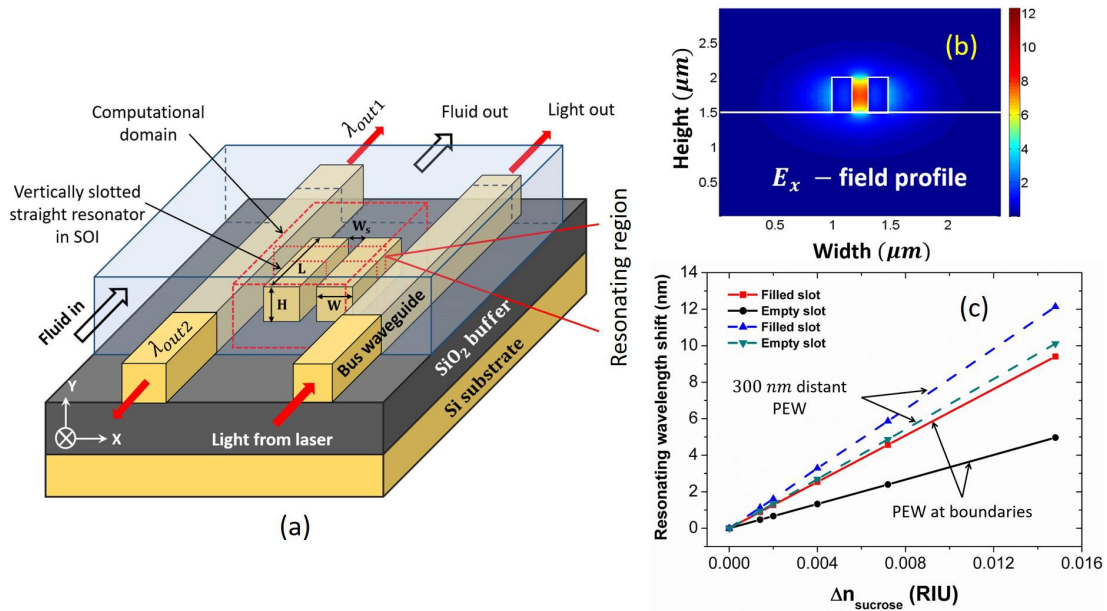 Computational
domain
Vertically slotted
straight resonator
in SOI
λout1
Fluid out
Light out
Wₛ
L
H
W
Resonating region
Fluid in
λout2
Bus waveguide
SiO₂ buffer
Si substrate
Light from laser
Y
X
(a)
(b)
Height (μm)
2.5
2
1.5
1
0.5
0.5
1
1.5
2
Width (μm)
Eₓ – field profile
12
10
8
6
4
2
0
(c)
Resonating wavelength shift (nm)
14
12
10
8
6
4
2
0
Filled slot
Empty slot
Filled slot
Empty slot
300 nm distant
PEW
PEW at boundaries
0.000
0.004
0.008
0.012
0.016
Δn sucrose (RIU)